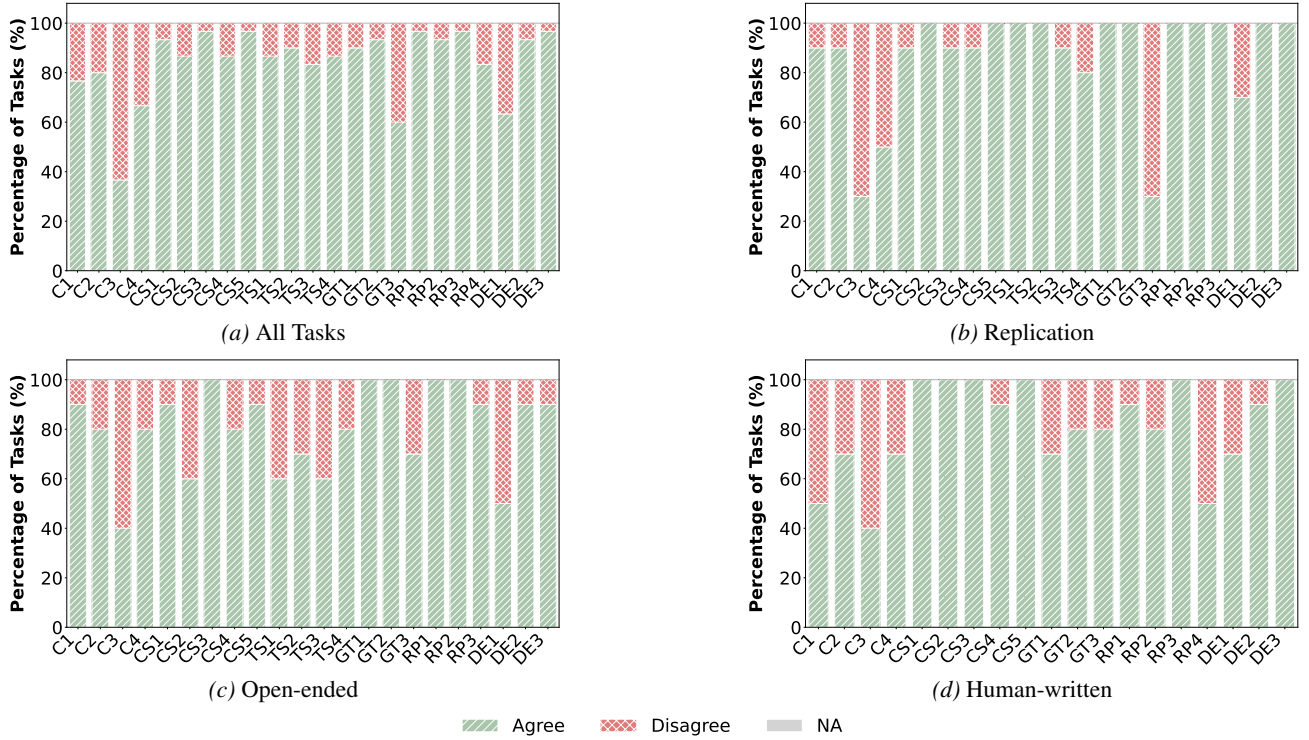 Percentage of Tasks (%)
100
80
60
40
20
0
C1 C2 C3 C4 CS1 CS2 CS3 CS4 CS5 TS1 TS2 TS3 TS4 GT1 GT2 GT3 RP1 RP2 RP3 RP4 DE1 DE2 DE3
(a) All Tasks
Percentage of Tasks (%)
100
80
60
40
20
0
C1 C2 C3 C4 CS1 CS2 CS3 CS4 CS5 TS1 TS2 TS3 TS4 GT1 GT2 GT3 RP1 RP2 RP3 DE1 DE2 DE3
(b) Replication
Percentage of Tasks (%)
100
80
60
40
20
0
C1 C2 C3 C4 CS1 CS2 CS3 CS4 CS5 TS1 TS2 TS3 TS4 GT1 GT2 GT3 RP1 RP2 RP3 DE1 DE2 DE3
(c) Open-ended
Percentage of Tasks (%)
100
80
60
40
20
0
C1 C2 C3 C4 CS1 CS2 CS3 CS4 CS5 GT1 GT2 GT3 RP1 RP2 RP3 RP4 DE1 DE2 DE3
(d) Human-written
Agree Disagree NA